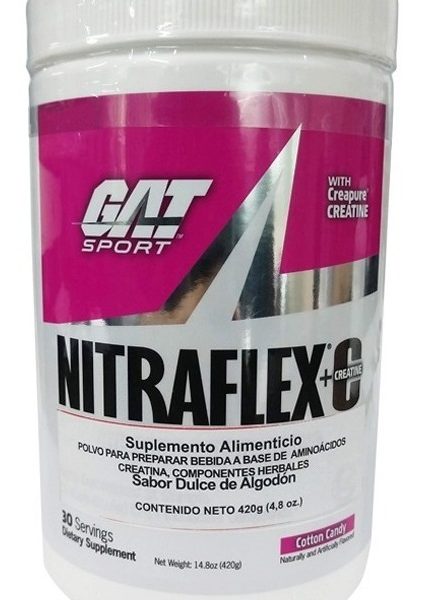 GAT
SPORT™
WITH
Creapure®
CREATINE
NITRAFLEX®+C
CREATINE
Suplemento Alimenticio
POLVO PARA PREPARAR BEBIDA A BASE DE AMINOÁCIDOS
CREATINA, COMPONENTES HERBALES
Sabor Dulce de Algodón
CONTENIDO NETO 420g (4,8 oz.)
30 Servings
Dietary Supplement
Net Weight: 14.8oz (420g)
Cotton Candy
Naturally and Artificially Flavored